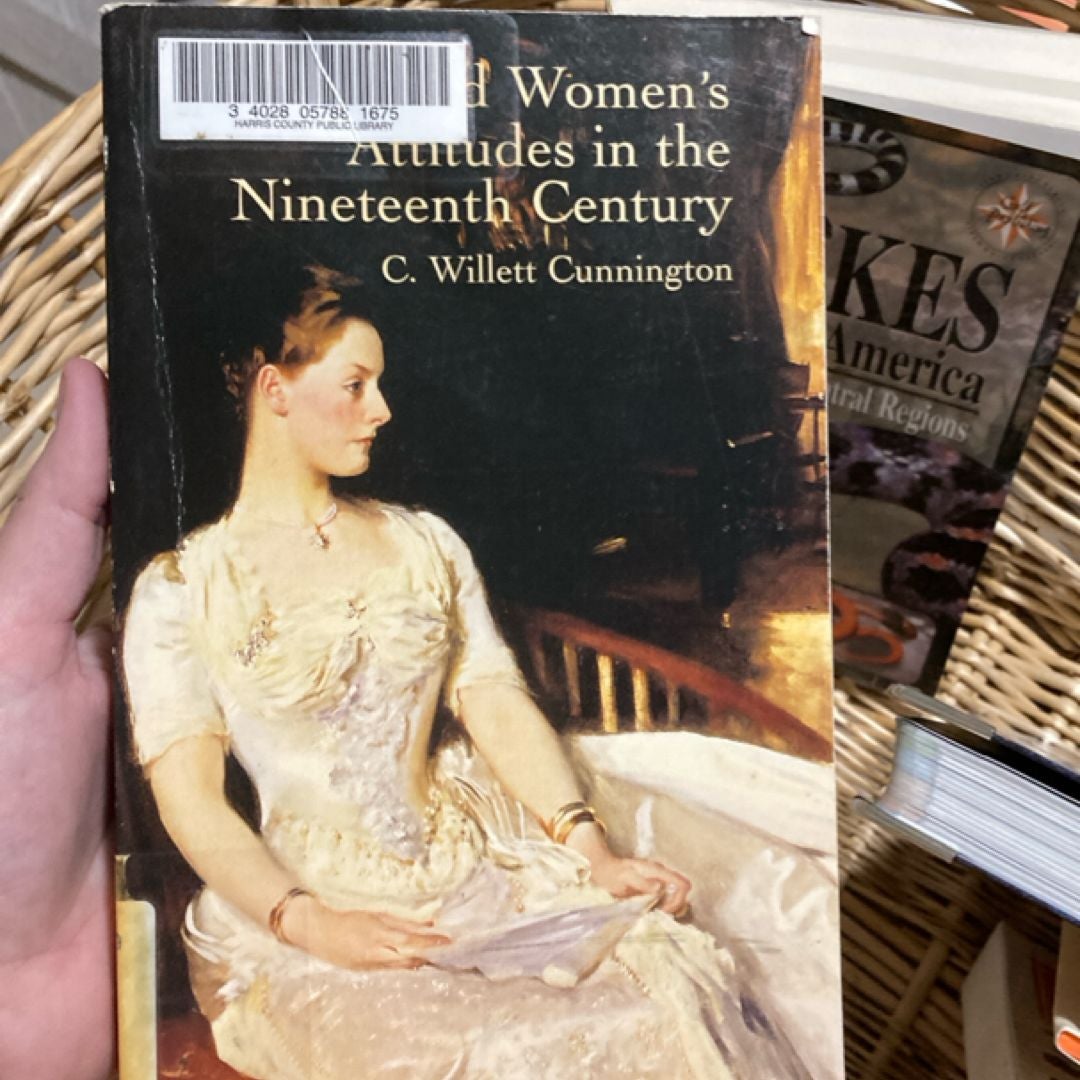 3 4028 05788 1675
HARRIS COUNTY PUBLIC LIBRARY
d Women's
Attitudes in the
Nineteenth Century
C. Willett Cunnington
KES
America
tral Regions